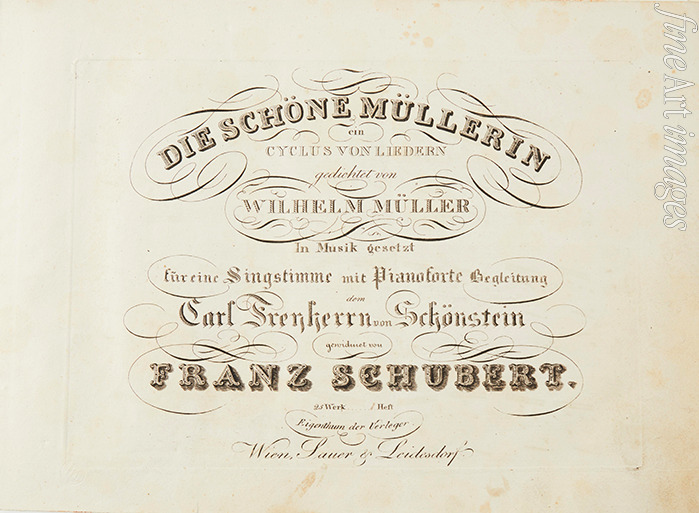 DIE SCHÖNE MÜLLERIN
ein
CYCLUS VON LIEDERN
gedichtet von
WILHELM MÜLLER
In Musik gesetzt
für eine Singstimme mit Pianoforte Begleitung
dem
Carl Freyherrn von Schönstein
gewidmet von
FRANZ SCHUBERT.
25 Werk Heft
Eigenthum der Verleger
Wien, Sauer & Leidesdorf.
fine Art images